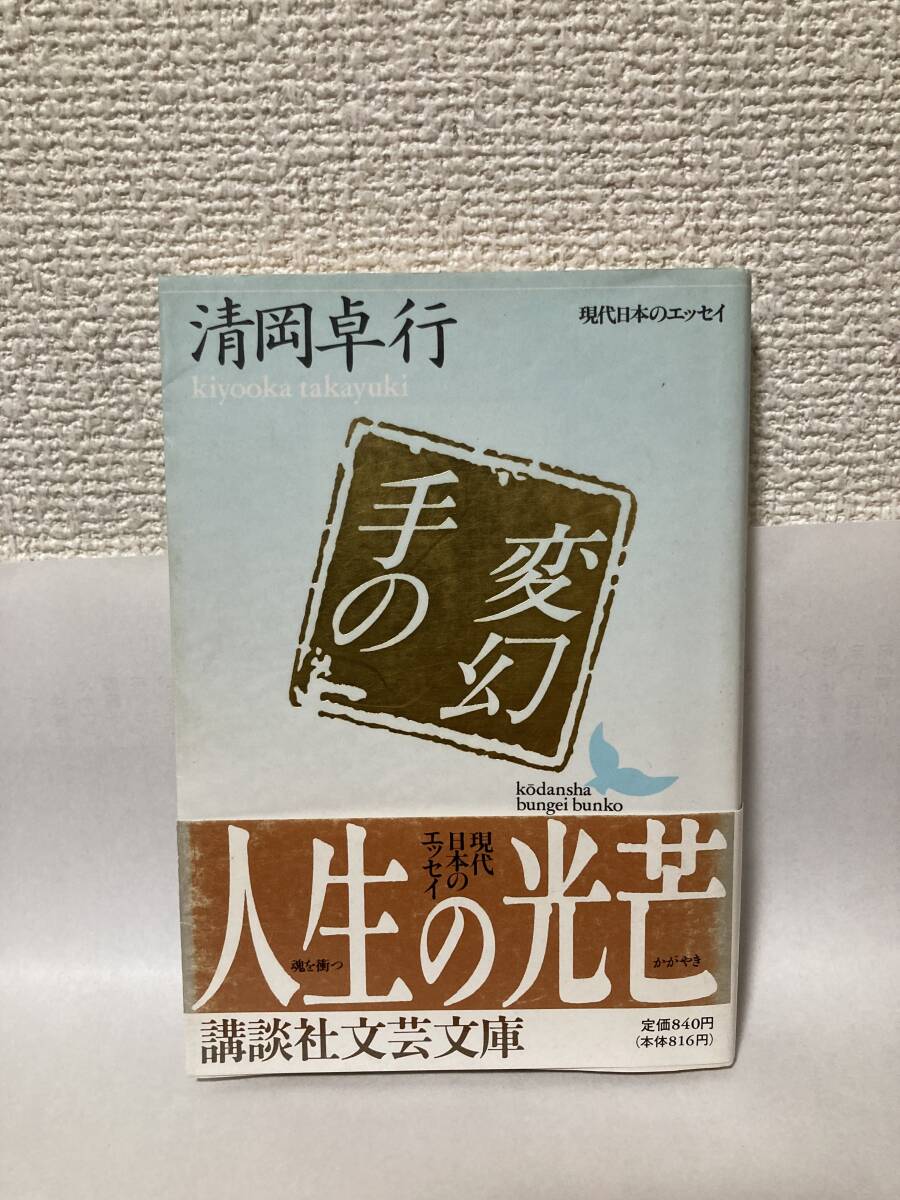 清岡卓行
kiyooka takayuki
現代日本のエッセイ
手の
変幻
kōdansha
bungei bunko
現代
日本の
エッセイ
人生の光芒
魂を衝つ
かがやき
講談社文芸文庫
定価840円
(本体816円)